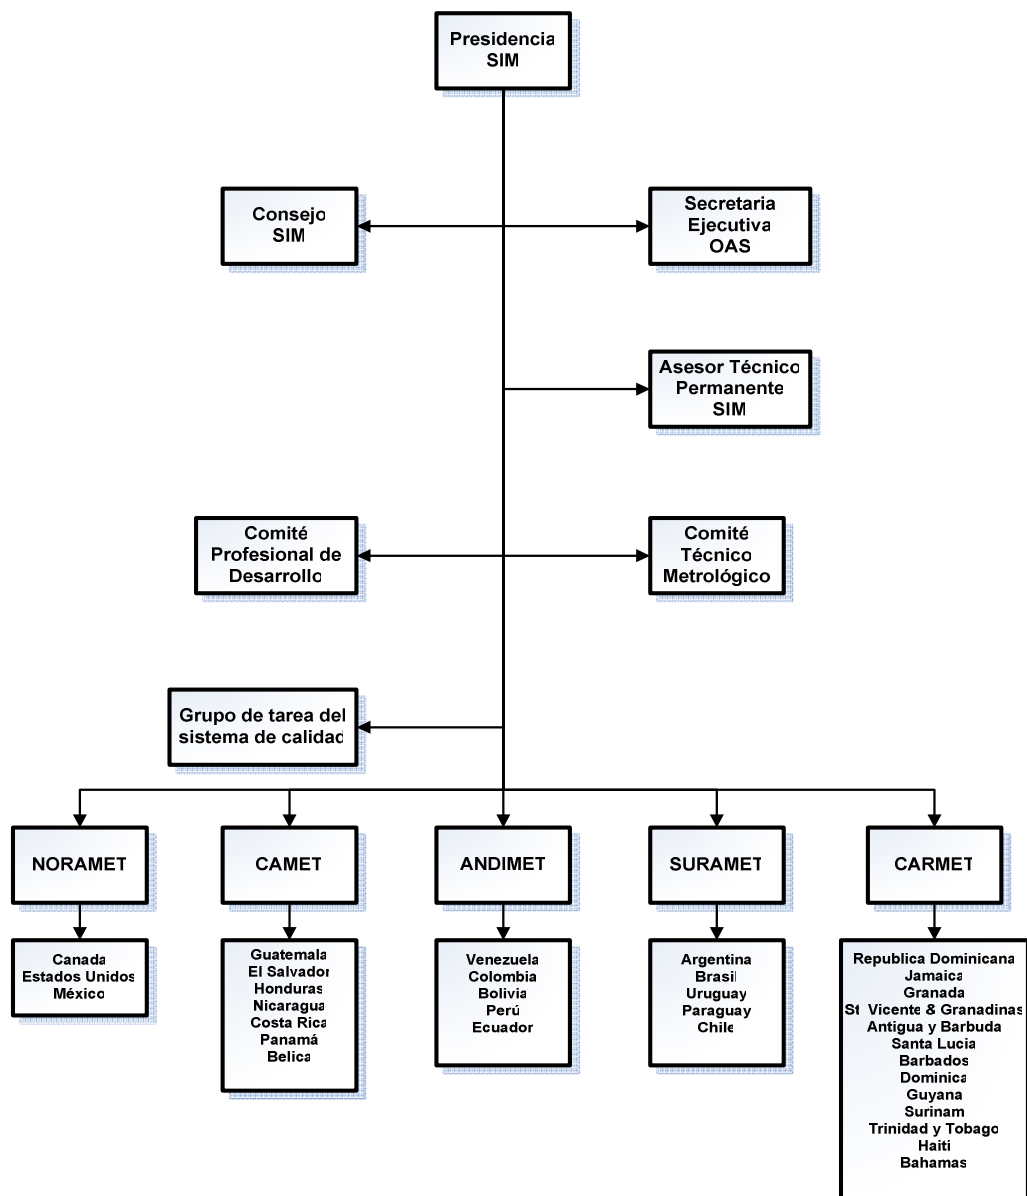 Presidencia
SIM
Consejo
SIM
Secretaria
Ejecutiva
OAS
Asesor Técnico
Permanente
SIM
Comité
Profesional de
Desarrollo
Comité
Técnico
Metrológico
Grupo de tarea del
sistema de calidad
NORAMET
CAMET
ANDIMET
SURAMET
CARMET
Canada
Estados Unidos
México
Guatemala
El Salvador
Honduras
Nicaragua
Costa Rica
Panamá
Belica
Venezuela
Colombia
Bolivia
Perú
Ecuador
Argentina
Brasil
Uruguay
Paraguay
Chile
Republica Dominicana
Jamaica
Granada
St. Vicente & Granadinas
Antigua y Barbuda
Santa Lucia
Barbados
Dominica
Guyana
Surinam
Trinidad y Tobago
Haití
Bahamas